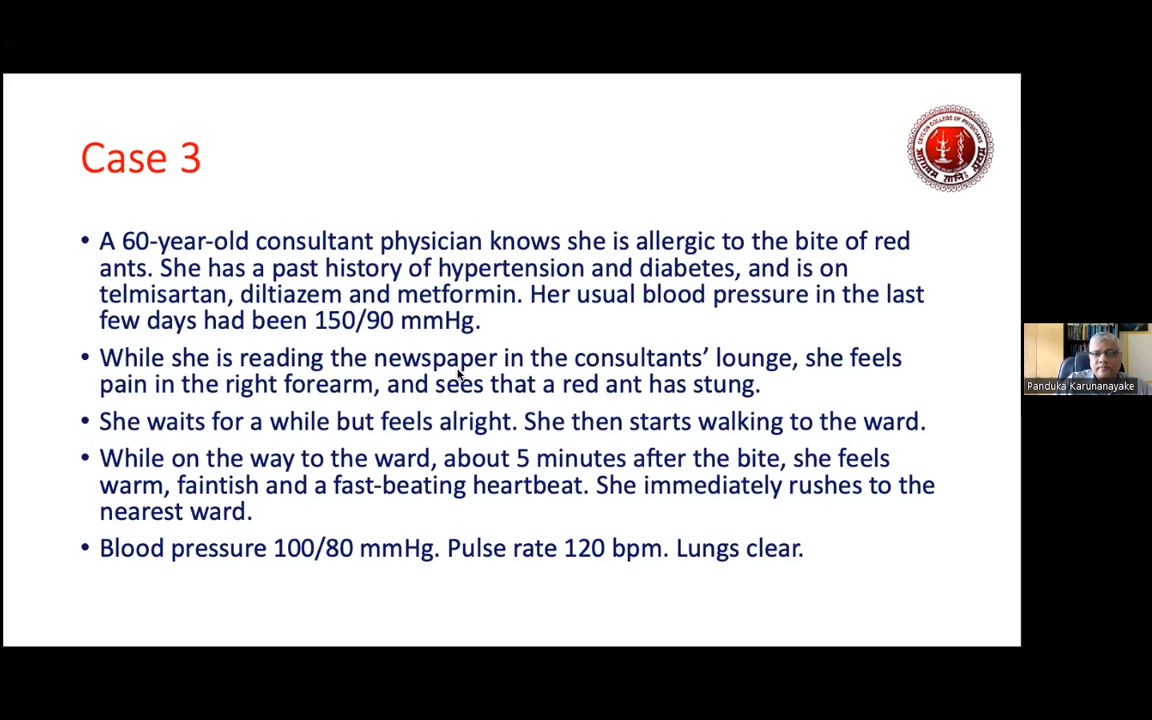 Case 3
• A 60-year-old consultant physician knows she is allergic to the bite of red
ants. She has a past history of hypertension and diabetes, and is on
telmisartan, diltiazem and metformin. Her usual blood pressure in the last
few days had been 150/90 mmHg.
• While she is reading the newspaper in the consultants’ lounge, she feels
pain in the right forearm, and sees that a red ant has stung.
• She waits for a while but feels alright. She then starts walking to the ward.
• While on the way to the ward, about 5 minutes after the bite, she feels
warm, faintish and a fast-beating heartbeat. She immediately rushes to the
nearest ward.
• Blood pressure 100/80 mmHg. Pulse rate 120 bpm. Lungs clear.
CEYLON COLLEGE OF PHYSICIANS
Panduka Karunanayake